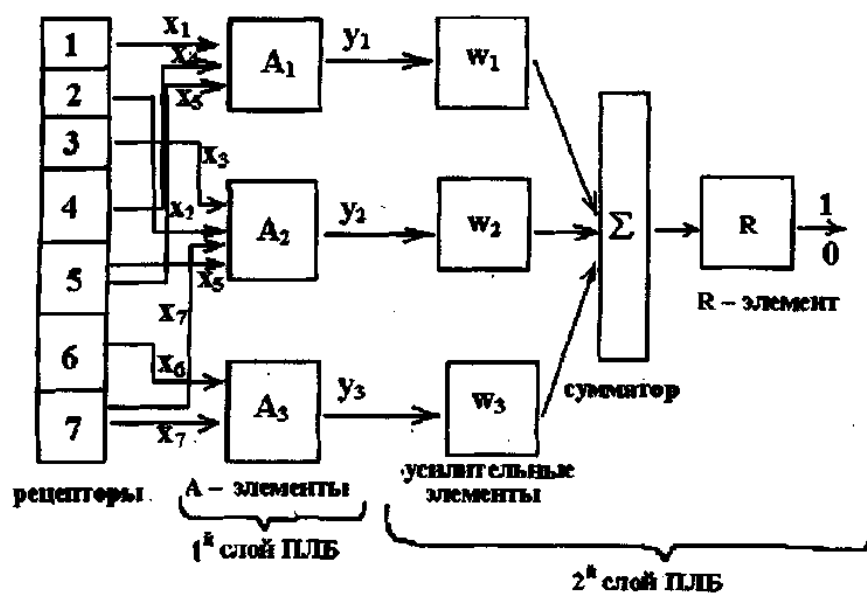 1
2
3
4
5
6
7
x₁
x₄
x₅
x₃
x₂
x₅
x₇
x₆
x₇
A₁
A₂
A₃
y₁
y₂
y₃
w₁
w₂
w₃
Σ
R
1
0
R – элемент
сумматор
рецепторы
А – элементы
усилительные
элементы
1й слой ПЛБ
2й слой ПЛБ